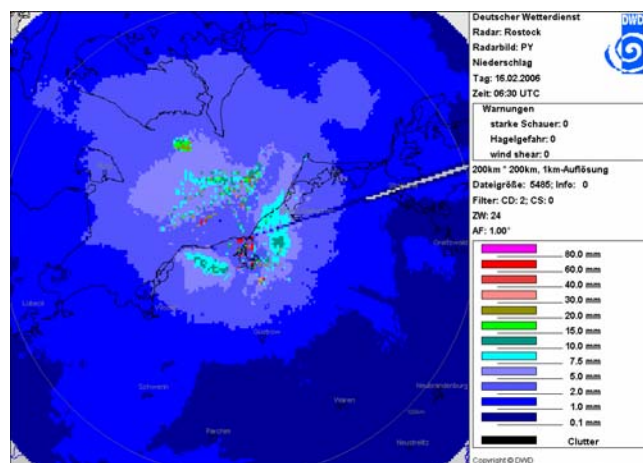 Deutscher Wetterdienst
Radar: Rostock
Radarbild: PY
Niederschlag
Tag: 16.02.2006
Zeit: 06:30 UTC
DWD
Warnungen
starke Schauer: 0
Hagelgefahr: 0
wind shear: 0
200km * 200km, 1km-Auflösung
Dateigröße: 5485; Info: 0
Filter: CD: 2; CS: 0
ZW: 24
AF: 1.00°
80.0 mm
60.0 mm
40.0 mm
30.0 mm
20.0 mm
15.0 mm
10.0 mm
7.5 mm
5.0 mm
2.0 mm
1.0 mm
0.1 mm
Clutter
Copyright © DWD
Greifswald
Lübeck
Güstrow
Schwerin
Waren
Neubrandenburg
Parchim
Neustrelitz